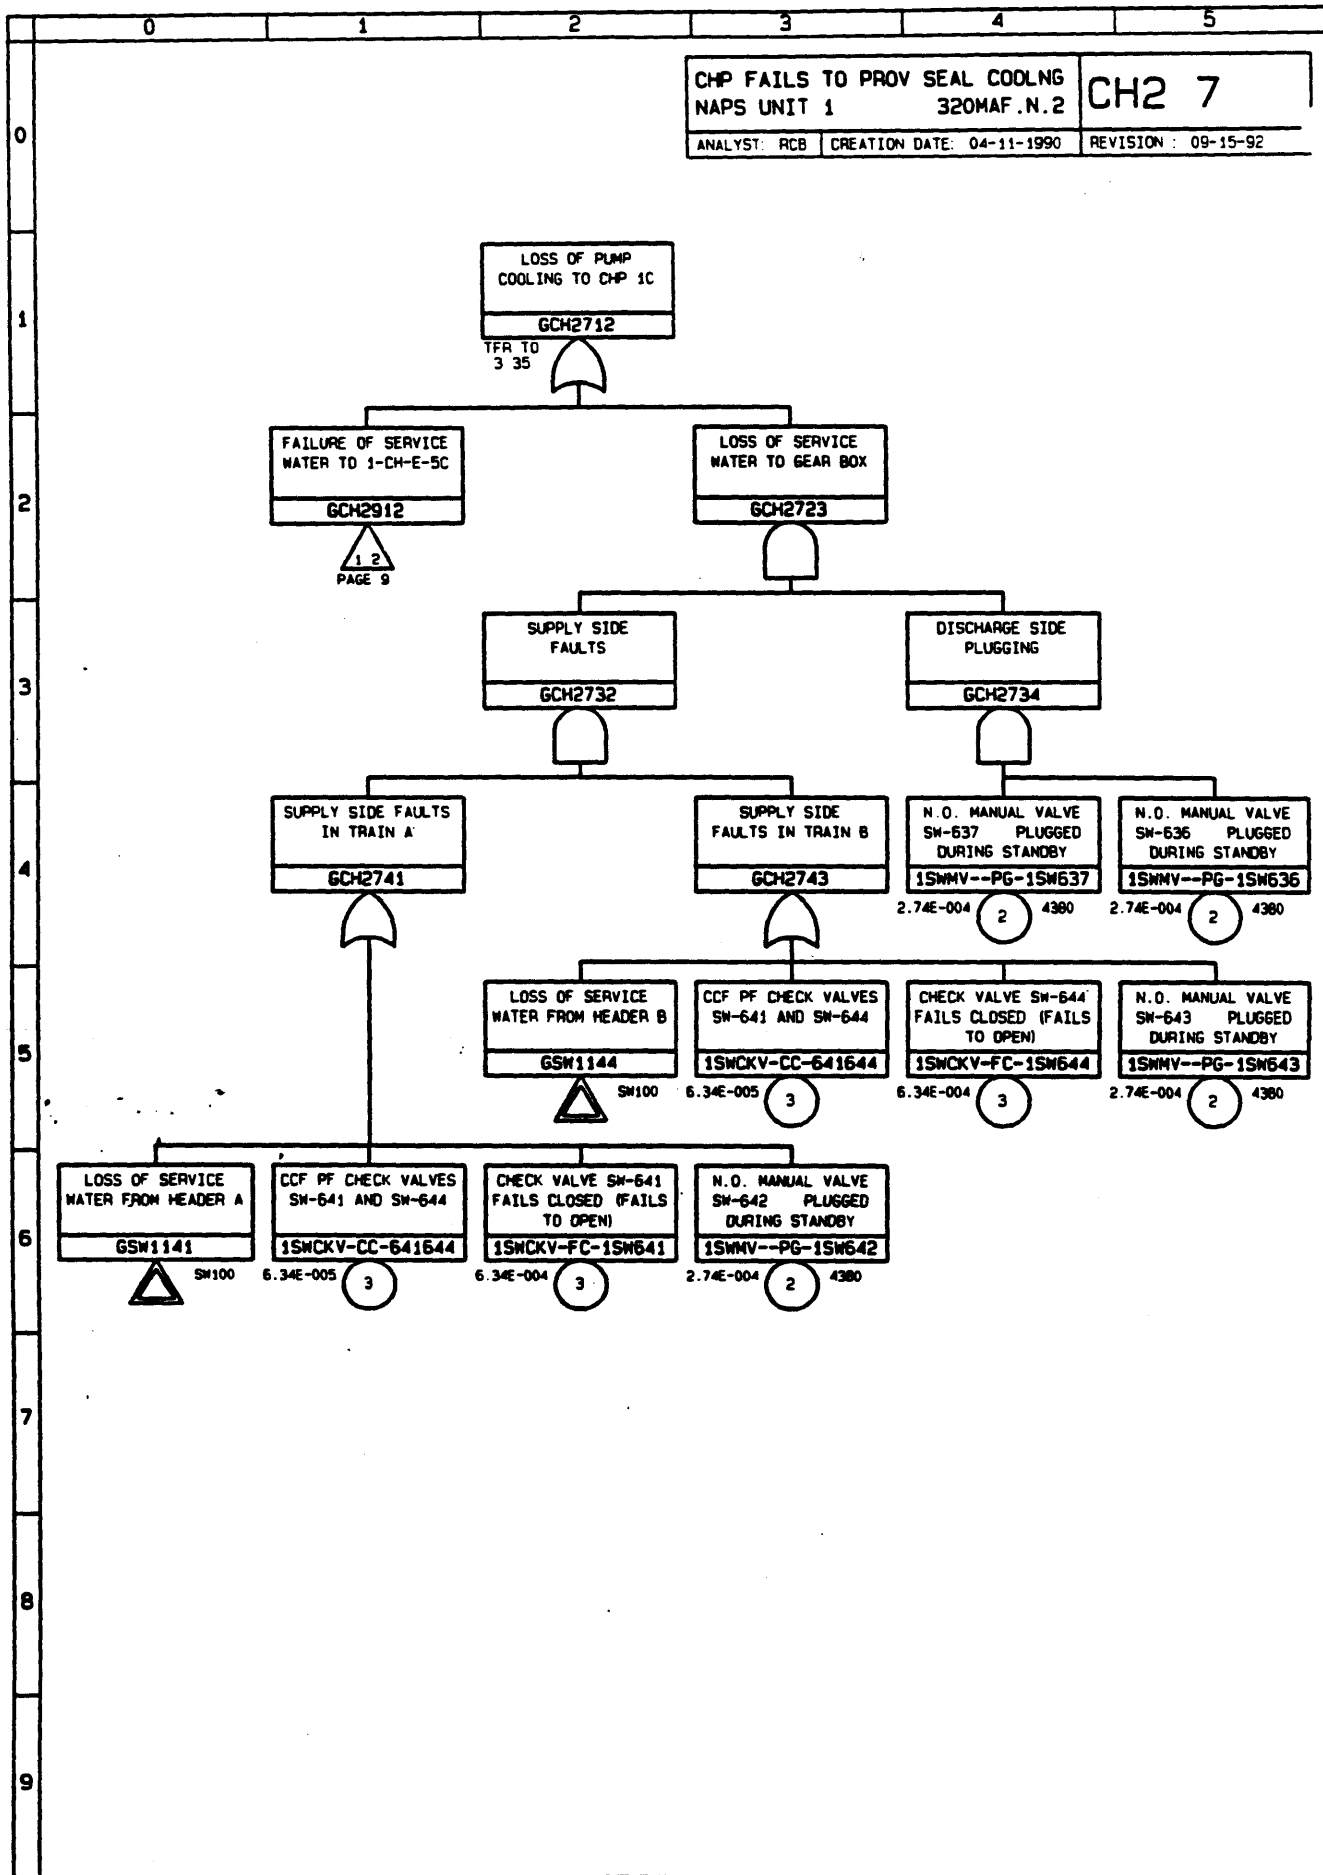 0 1 2 3 4 5
CHP FAILS TO PROV SEAL COOLNG
NAPS UNIT 1 320MAF.N.2
CH2 7
ANALYST: RCB CREATION DATE: 04-11-1990 REVISION : 09-15-92
0
LOSS OF PUMP
COOLING TO CHP 1C
GCH2712
TFR TO
3 35
1
FAILURE OF SERVICE
WATER TO 1-CH-E-5C
GCH2912
1 2
PAGE 9
LOSS OF SERVICE
WATER TO GEAR BOX
GCH2723
2
SUPPLY SIDE
FAULTS
GCH2732
DISCHARGE SIDE
PLUGGING
GCH2734
3
SUPPLY SIDE FAULTS
IN TRAIN A
GCH2741
SUPPLY SIDE
FAULTS IN TRAIN B
GCH2743
N.O. MANUAL VALVE
SW-637 PLUGGED
DURING STANDBY
1SWMV--PG-1SW637
2.74E-004 2 4380
N.O. MANUAL VALVE
SW-636 PLUGGED
DURING STANDBY
1SWMV--PG-1SW636
2.74E-004 2 4380
4
LOSS OF SERVICE
WATER FROM HEADER B
GSW1144
SW100
CCF PF CHECK VALVES
SW-641 AND SW-644
1SWCKV-CC-641644
6.34E-005 3
CHECK VALVE SW-644
FAILS CLOSED (FAILS
TO OPEN)
1SWCKV-FC-1SW644
6.34E-004 3
N.O. MANUAL VALVE
SW-643 PLUGGED
DURING STANDBY
1SWMV--PG-1SW643
2.74E-004 2 4380
5
LOSS OF SERVICE
WATER FROM HEADER A
GSW1141
SW100
CCF PF CHECK VALVES
SW-641 AND SW-644
1SWCKV-CC-641644
6.34E-005 3
CHECK VALVE SW-641
FAILS CLOSED (FAILS
TO OPEN)
1SWCKV-FC-1SW641
6.34E-004 3
N.O. MANUAL VALVE
SW-642 PLUGGED
DURING STANDBY
1SWMV--PG-1SW642
2.74E-004 2 4380
6
7
8
9